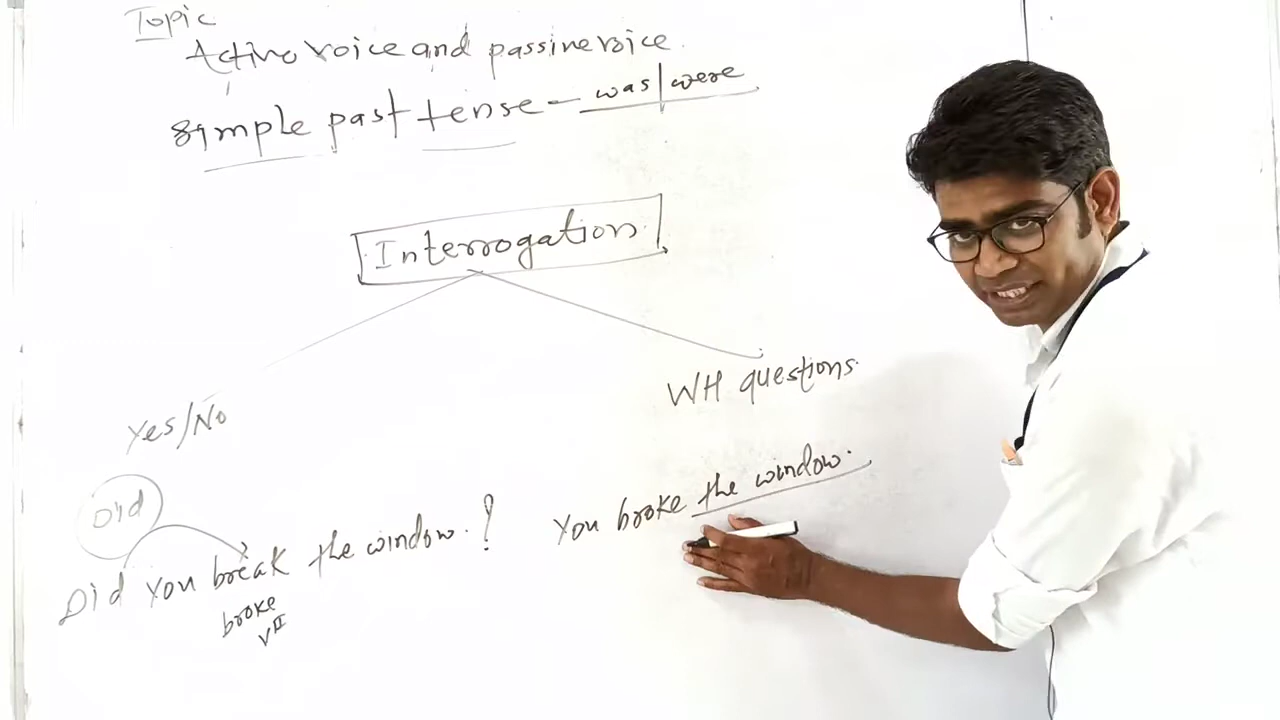 Topic
Active voice and passive voice.
Simple past tense - was/were
Interrogation
Yes/No
WH questions.
Did
Did you break the window. ?
broke
VII
You broke the window.